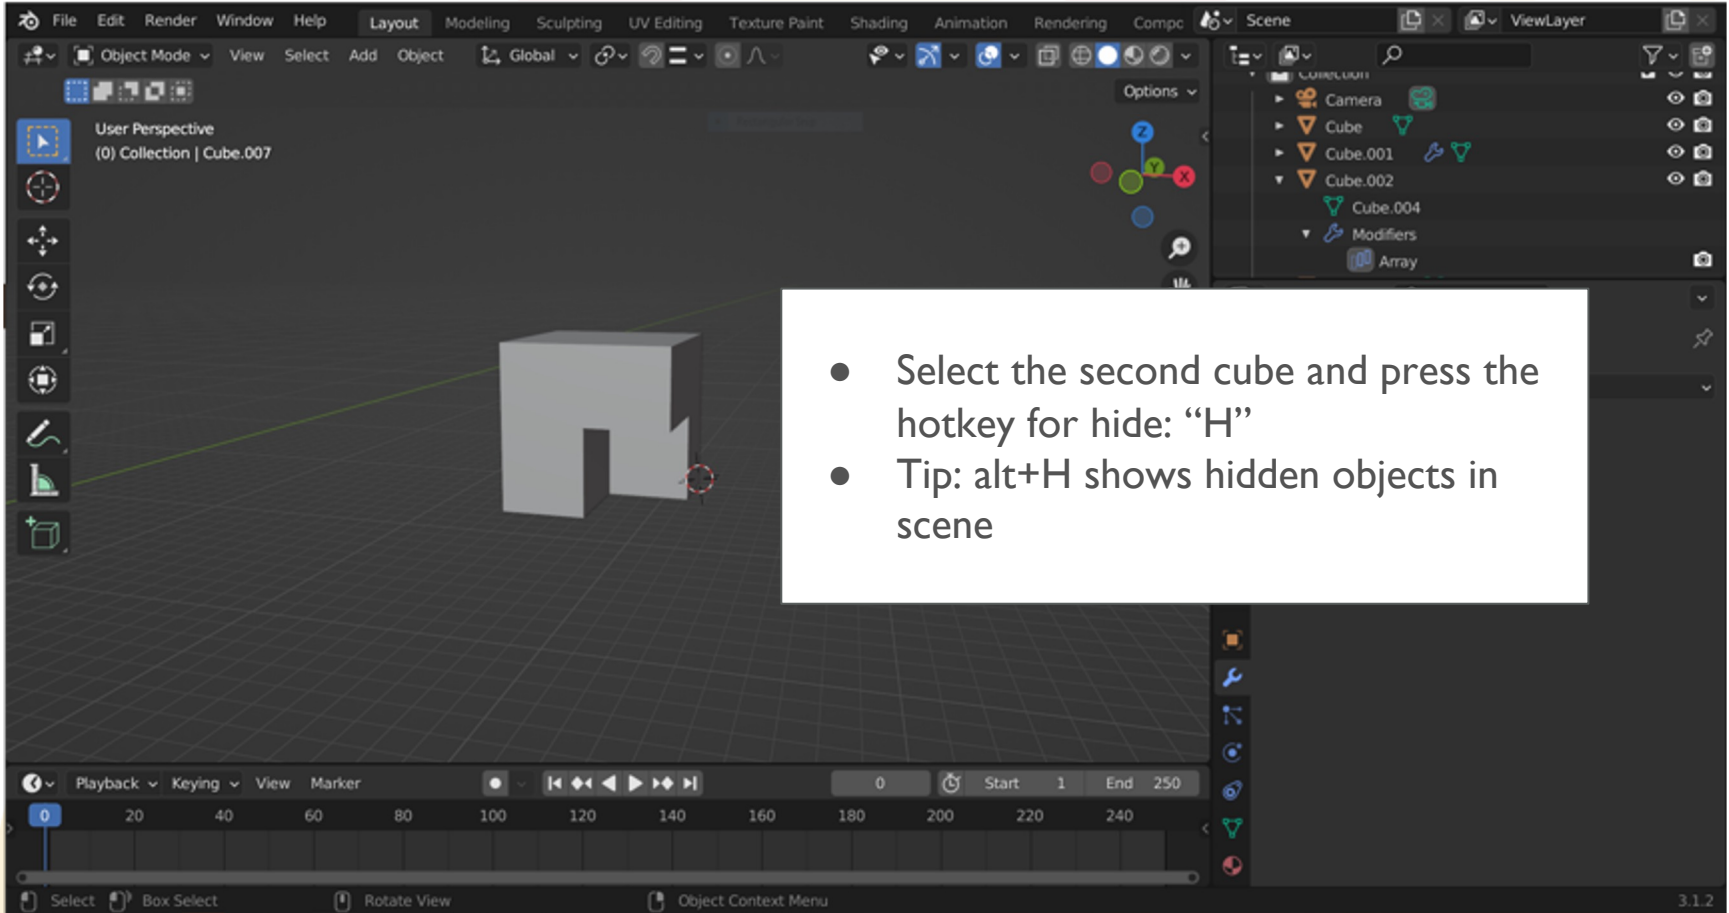 File Edit Render Window Help Layout Modeling Sculpting UV Editing Texture Paint Shading Animation Rendering Compc Scene ViewLayer
Object Mode View Select Add Object Global
Options
User Perspective
(0) Collection | Cube.007
Z
Y
X
Collection
Camera
Cube
Cube.001
Cube.002
Cube.004
Modifiers
Array
● Select the second cube and press the
hotkey for hide: “H”
● Tip: alt+H shows hidden objects in
scene
Playback Keying View Marker 0 Start 1 End 250
0 20 40 60 80 100 120 140 160 180 200 220 240
Select Box Select Rotate View Object Context Menu 3.1.2